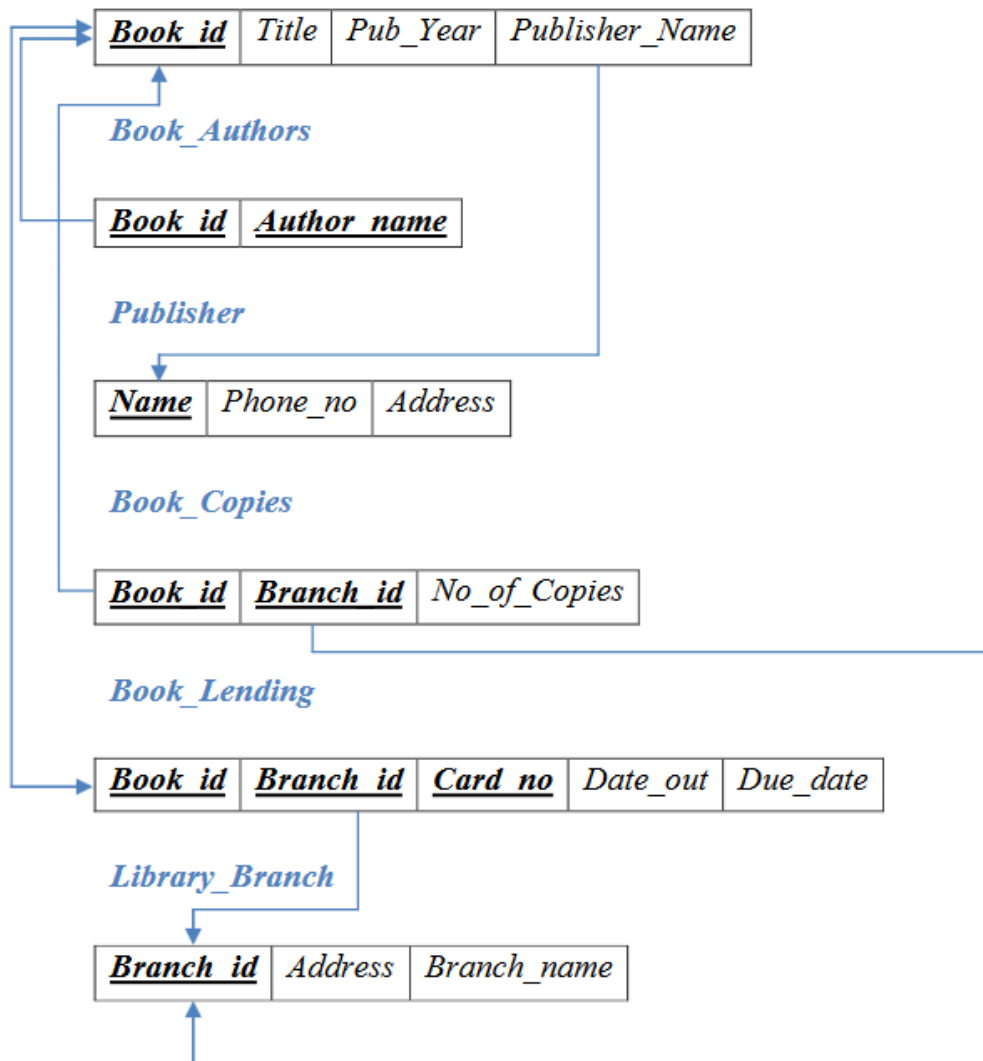 Book_id Title Pub_Year Publisher_Name
Book_Authors
Book_id Author_name
Publisher
Name Phone_no Address
Book_Copies
Book_id Branch_id No_of_Copies
Book_Lending
Book_id Branch_id Card_no Date_out Due_date
Library_Branch
Branch_id Address Branch_name